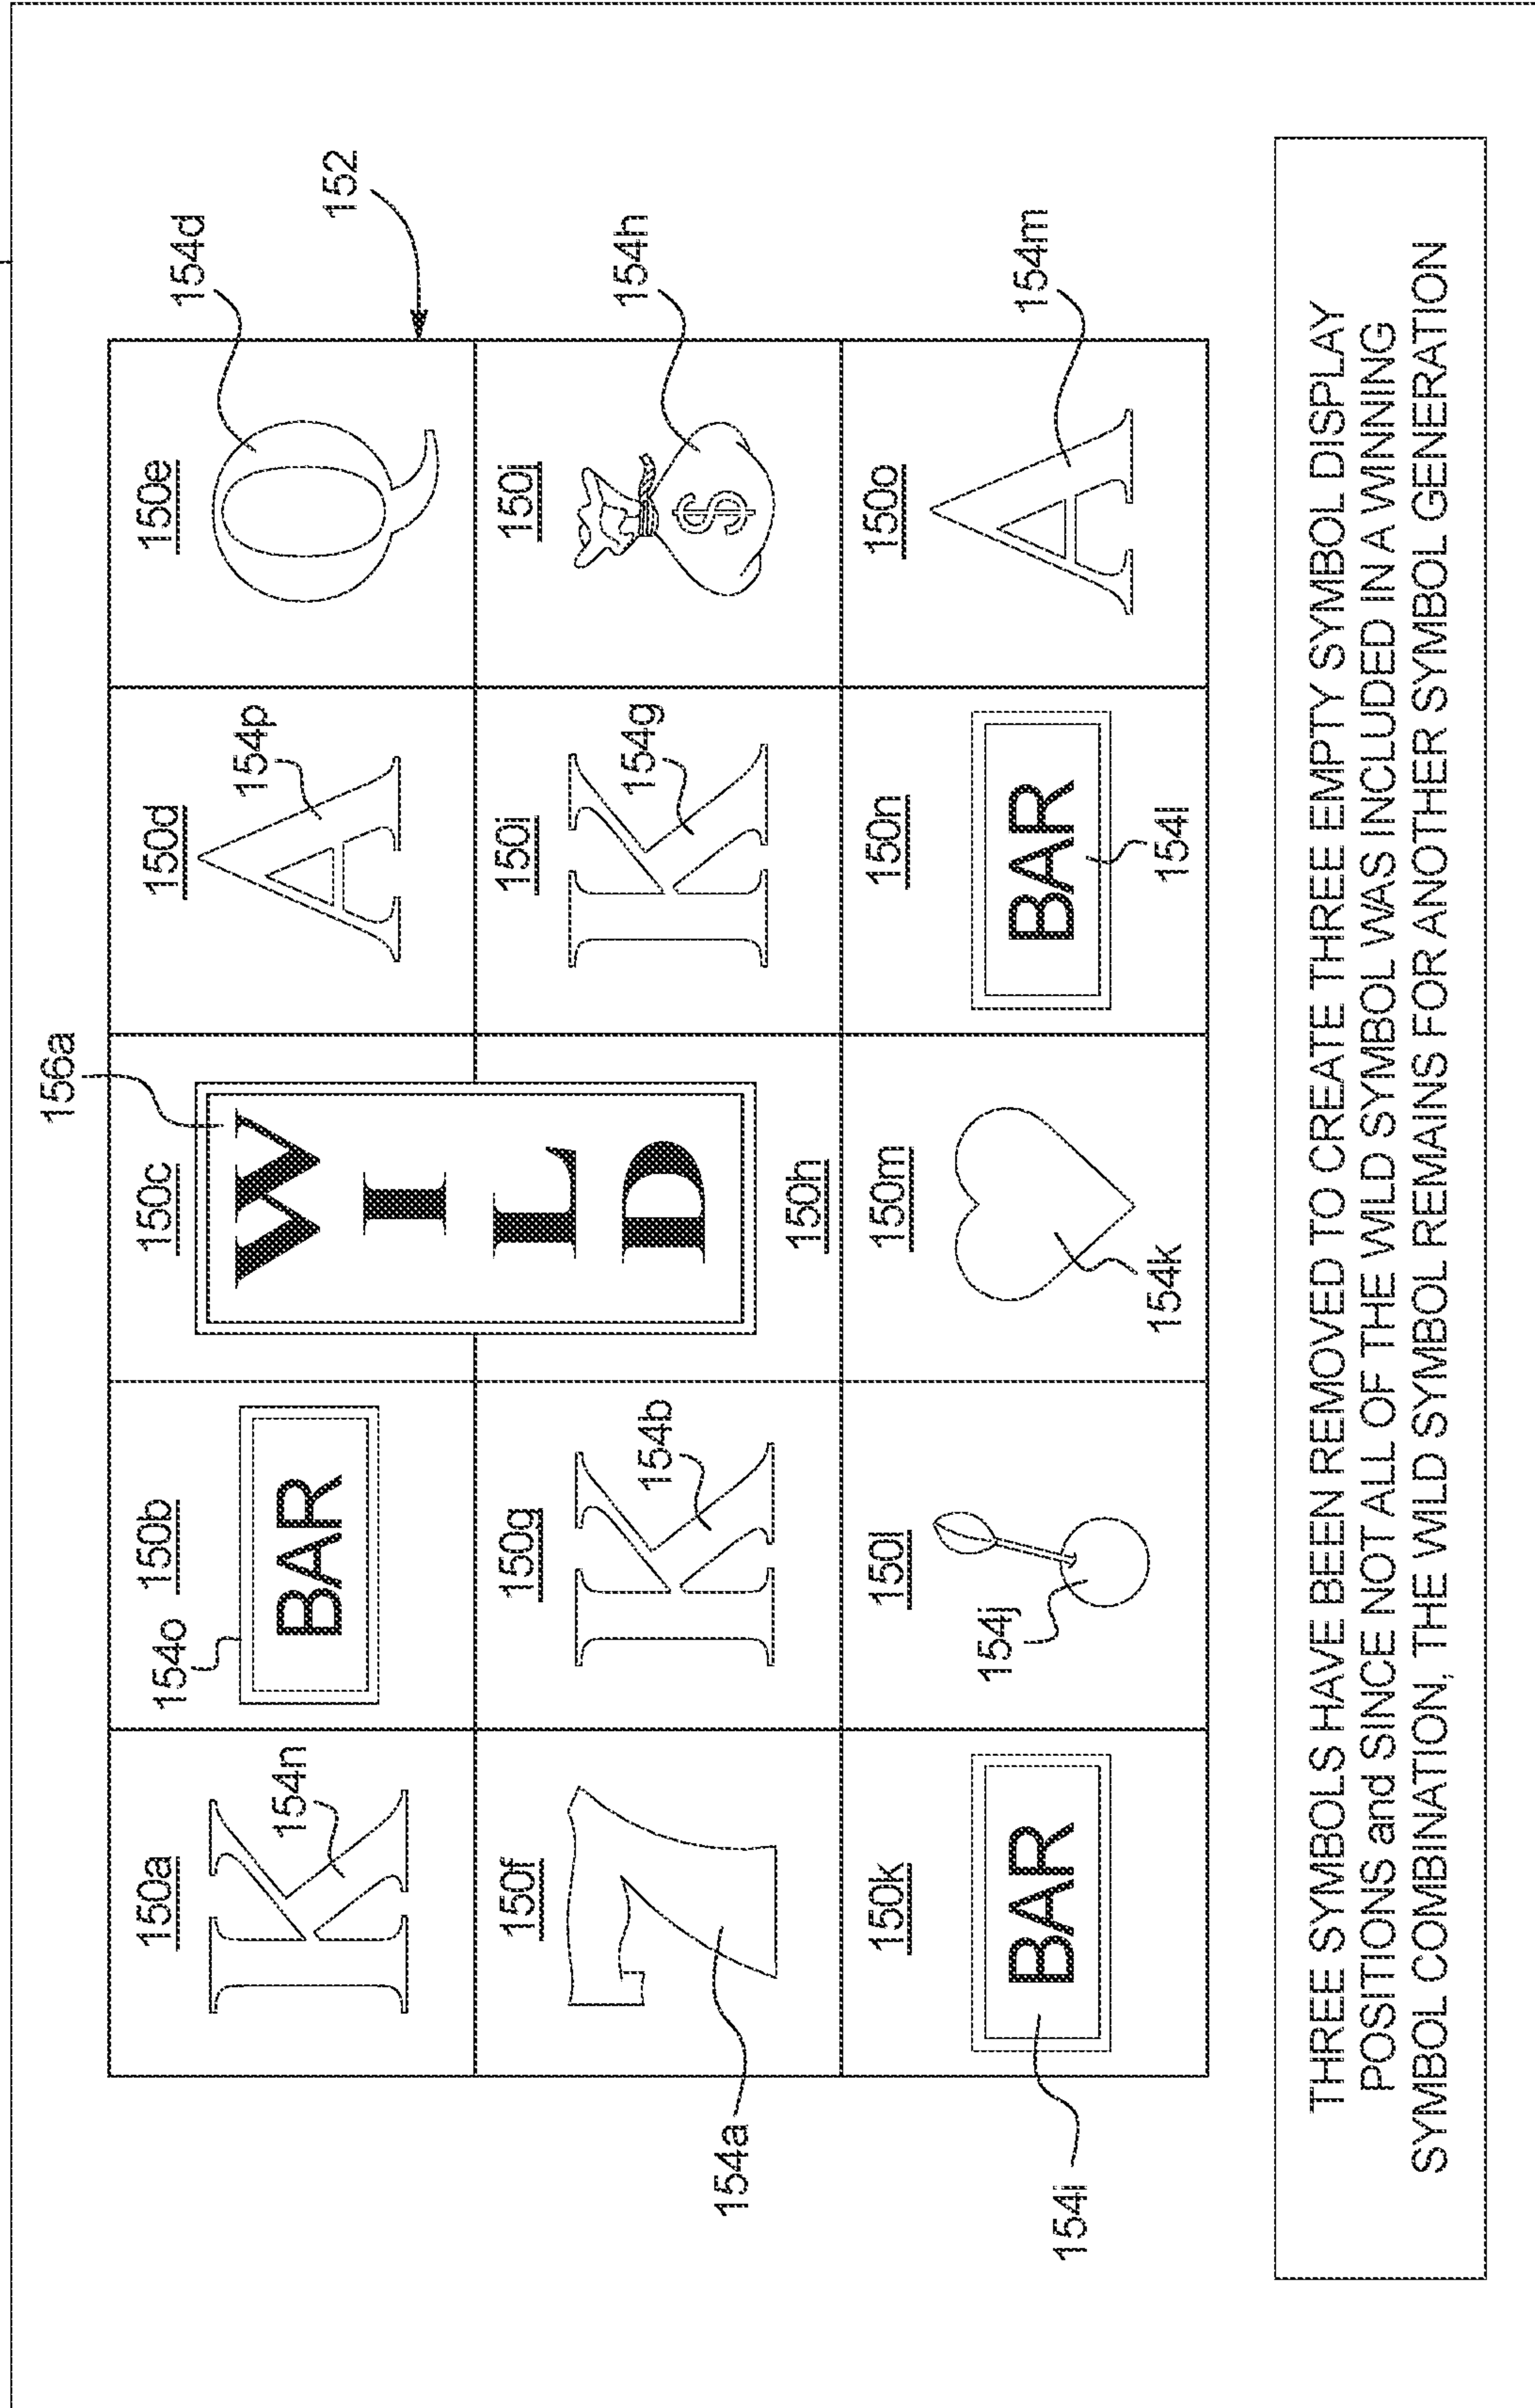 156a
150a
150b
150c
150d
150e
154o
K
154n
BAR
WILD
A
154p
Q
154d
152
150f
150g
150h
150i
150j
7
154a
K
154b
K
154g
$
154h
150k
150l
150m
150n
150o
BAR
154i
154j
154k
BAR
154l
A
154m
THREE SYMBOLS HAVE BEEN REMOVED TO CREATE THREE EMPTY SYMBOL DISPLAY
POSITIONS and SINCE NOT ALL OF THE WILD SYMBOL WAS INCLUDED IN A WINNING
SYMBOL COMBINATION, THE WILD SYMBOL REMAINS FOR ANOTHER SYMBOL GENERATION